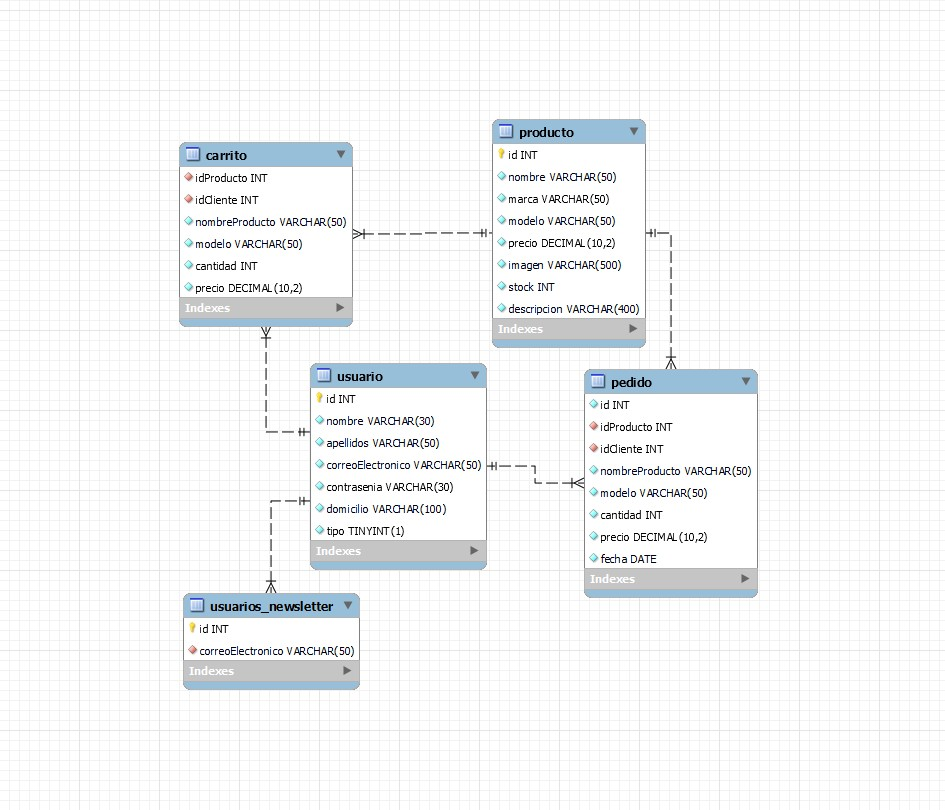 carrito
idProducto INT
idCliente INT
nombreProducto VARCHAR(50)
modelo VARCHAR(50)
cantidad INT
precio DECIMAL(10,2)
Indexes
producto
id INT
nombre VARCHAR(50)
marca VARCHAR(50)
modelo VARCHAR(50)
precio DECIMAL(10,2)
imagen VARCHAR(500)
stock INT
descripcion VARCHAR(400)
Indexes
usuario
id INT
nombre VARCHAR(30)
apellidos VARCHAR(50)
correoElectronico VARCHAR(50)
contrasenia VARCHAR(30)
domicilio VARCHAR(100)
tipo TINYINT(1)
Indexes
pedido
id INT
idProducto INT
idCliente INT
nombreProducto VARCHAR(50)
modelo VARCHAR(50)
cantidad INT
precio DECIMAL(10,2)
fecha DATE
Indexes
usuarios_newsletter
id INT
correoElectronico VARCHAR(50)
Indexes